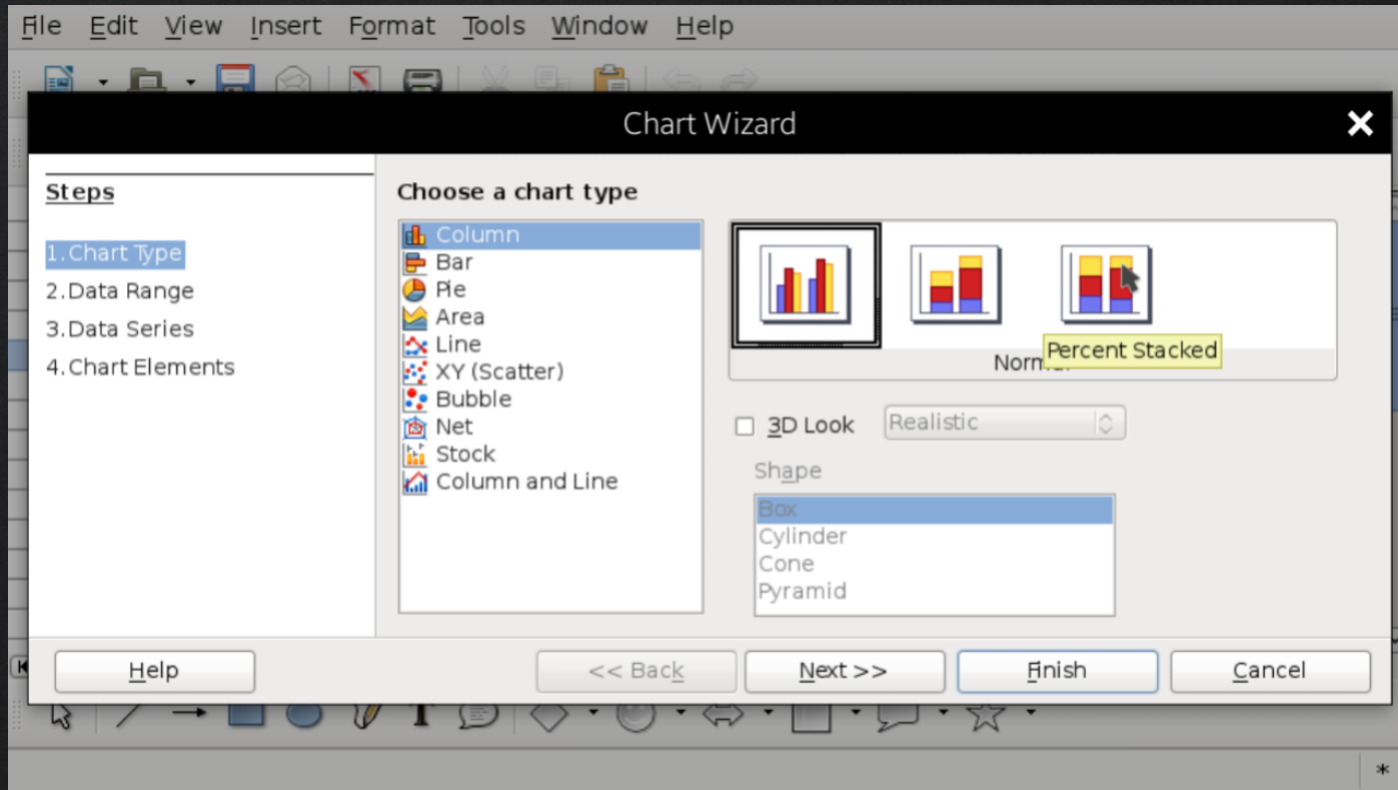 File Edit View Insert Format Tools Window Help
Chart Wizard
Steps
1.Chart Type
2.Data Range
3.Data Series
4.Chart Elements
Choose a chart type
Column
Bar
Pie
Area
Line
XY (Scatter)
Bubble
Net
Stock
Column and Line
Percent Stacked
3D Look Realistic
Shape
Box
Cylinder
Cone
Pyramid
Help << Back Next >> Finish Cancel
*